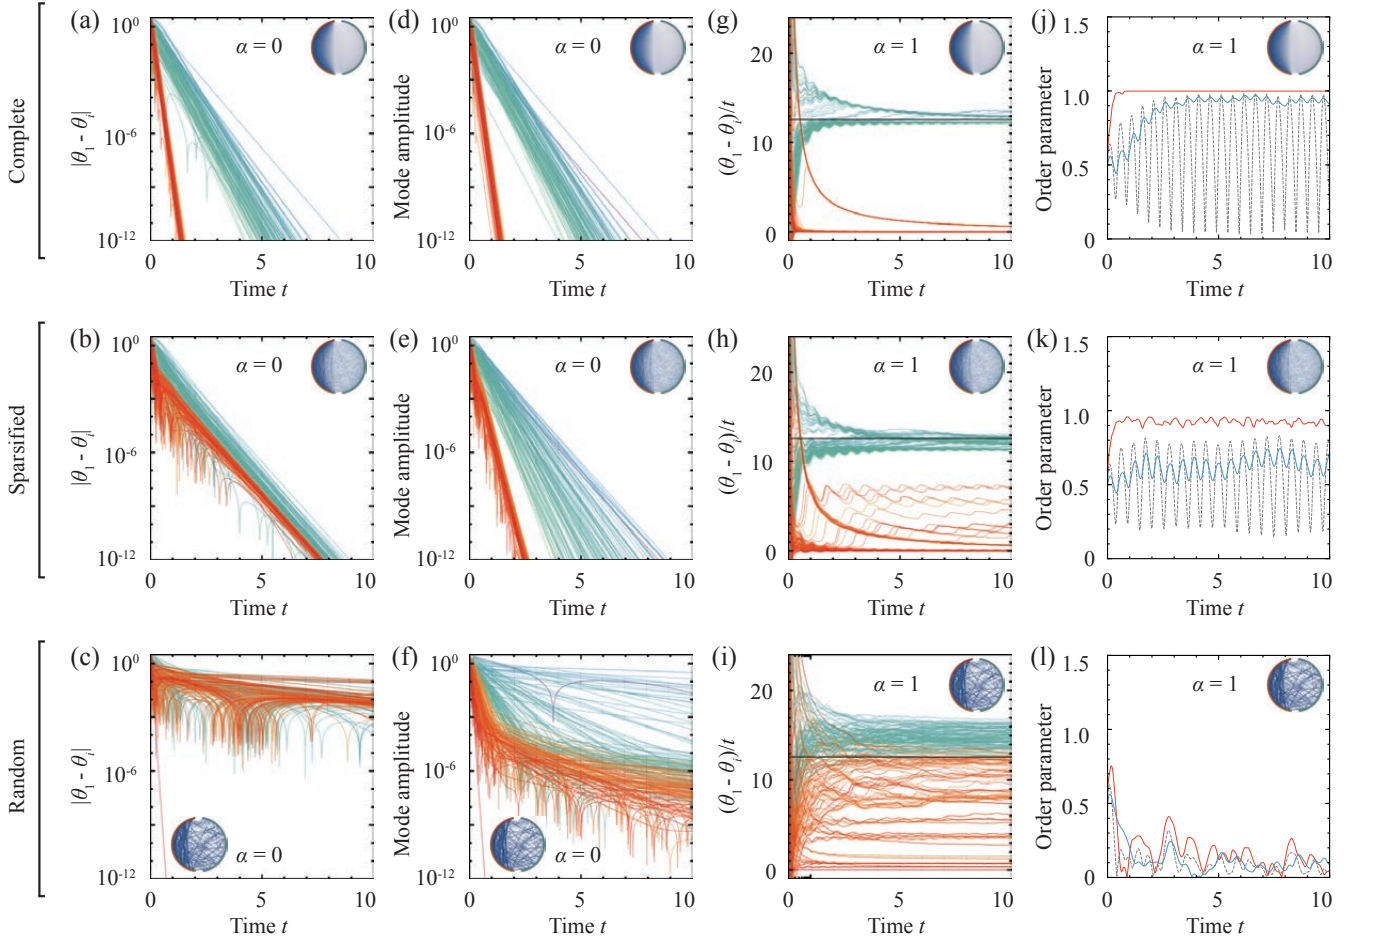 Complete
(a)
10⁰
10⁻⁶
10⁻¹²
|θ₁ - θᵢ|
α = 0
0 5 10
Time t
(d)
Mode amplitude
10⁰
10⁻⁶
10⁻¹²
α = 0
0 5 10
Time t
(g)
(θ₁ - θᵢ)/t
20
10
0
α = 1
0 5 10
Time t
(j)
Order parameter
1.5
1.0
0.5
0
α = 1
0 5 10
Time t
Sparsified
(b)
10⁰
10⁻⁶
10⁻¹²
|θ₁ - θᵢ|
α = 0
0 5 10
Time t
(e)
Mode amplitude
10⁰
10⁻⁶
10⁻¹²
α = 0
0 5 10
Time t
(h)
(θ₁ - θᵢ)/t
20
10
0
α = 1
0 5 10
Time t
(k)
Order parameter
1.5
1.0
0.5
0
α = 1
0 5 10
Time t
Random
(c)
10⁰
10⁻⁶
10⁻¹²
|θ₁ - θᵢ|
α = 0
0 5 10
Time t
(f)
Mode amplitude
10⁰
10⁻⁶
10⁻¹²
α = 0
0 5 10
Time t
(i)
(θ₁ - θᵢ)/t
20
10
0
α = 1
0 5 10
Time t
(l)
Order parameter
1.5
1.0
0.5
0
α = 1
0 5 10
Time t